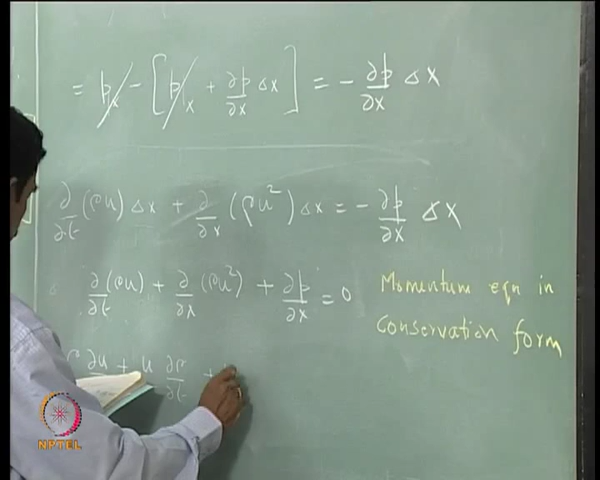 = p̸ₓ − [p̸|ₓ + ∂p/∂x Δx] = − ∂p/∂x Δx
∂/∂t (ρu) Δx + ∂/∂x (ρu²) Δx = − ∂p/∂x Δx
∂/∂t (ρu) + ∂/∂x (ρu²) + ∂p/∂x = 0
Momentum eqn in
Conservation form
ρ ∂u + u ∂ρ/∂t +
NPTEL